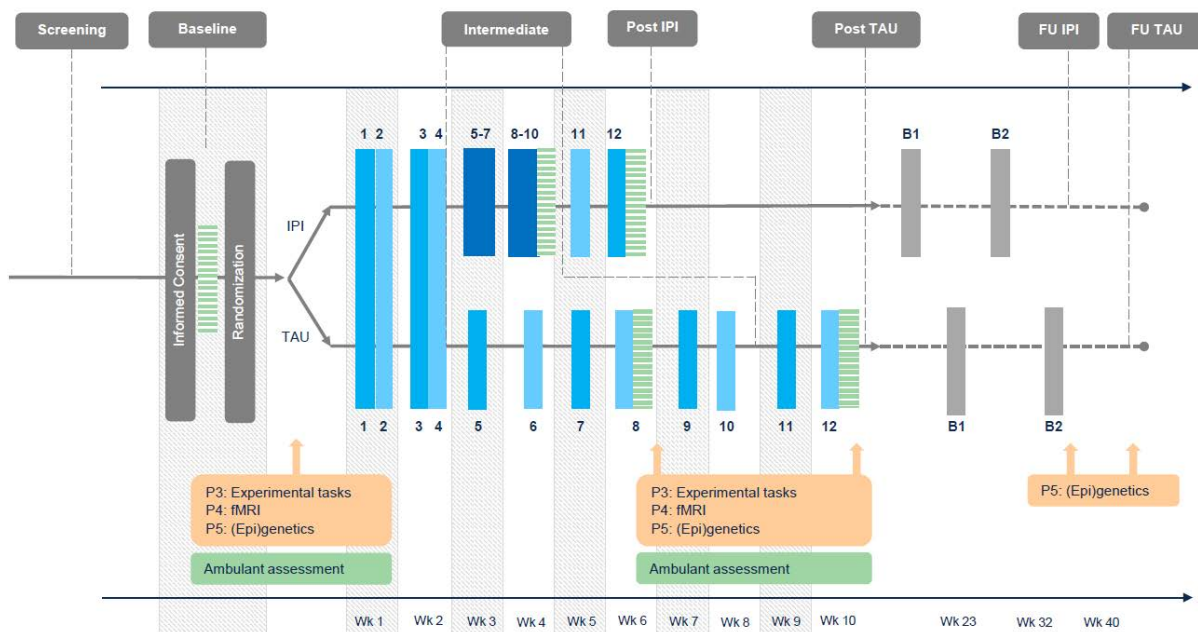 Screening
Baseline
Intermediate
Post IPI
Post TAU
FU IPI
FU TAU
1 2
3 4
5-7
8-10
11
12
B1
B2
Informed Consent
Randomization
IPI
TAU
1 2
3 4
5
6
7
8
9
10
11
12
B1
B2
P3: Experimental tasks
P4: fMRI
P5: (Epi)genetics
Ambulant assessment
P3: Experimental tasks
P4: fMRI
P5: (Epi)genetics
Ambulant assessment
P5: (Epi)genetics
Wk 1
Wk 2
Wk 3
Wk 4
Wk 5
Wk 6
Wk 7
Wk 8
Wk 9
Wk 10
Wk 23
Wk 32
Wk 40